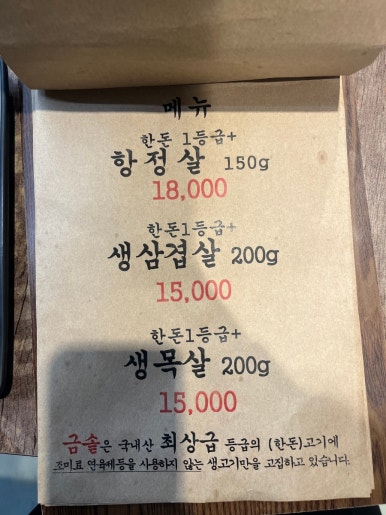 메뉴
한돈 1등급+
항정살 150g
18,000
한돈1등급+
생삼겹살 200g
15,000
한돈1등급+
생목살 200g
15,000
금솔은 국내산 최상급 등급의 (한돈)고기에
조미료 연육제등을 사용하지 않는 생고기만을 고집하고 있습니다.